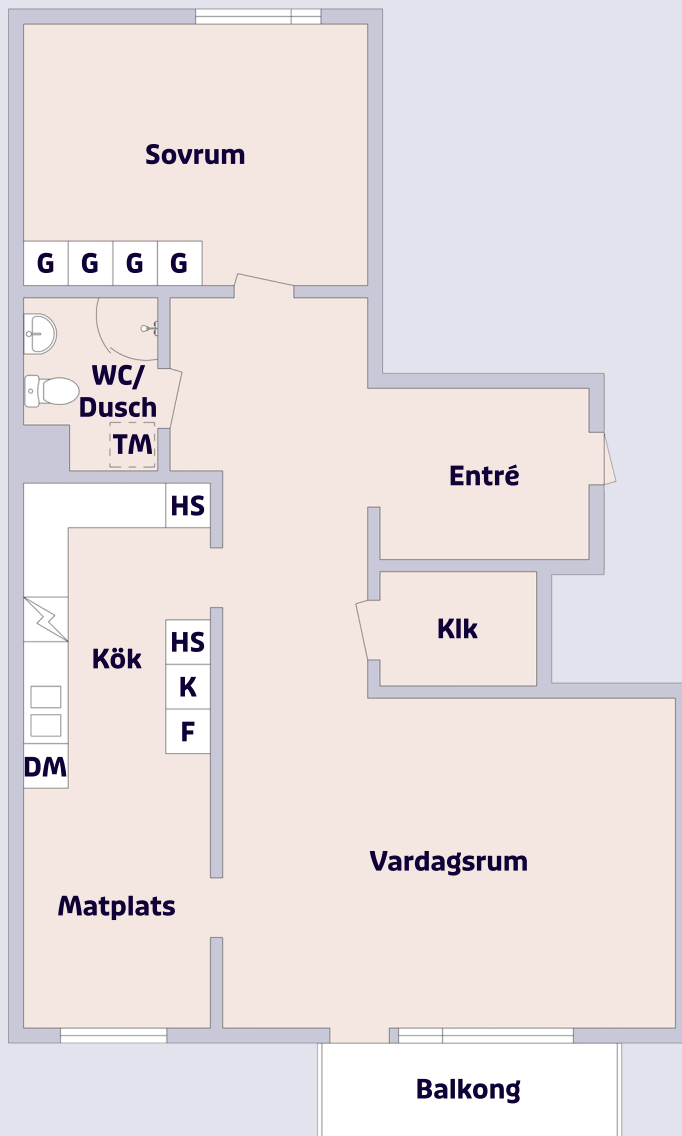 Sovrum
G G G G
WC/
Dusch
TM
Entré
HS
Klk
HS
Kök
K
F
DM
Vardagsrum
Matplats
Balkong